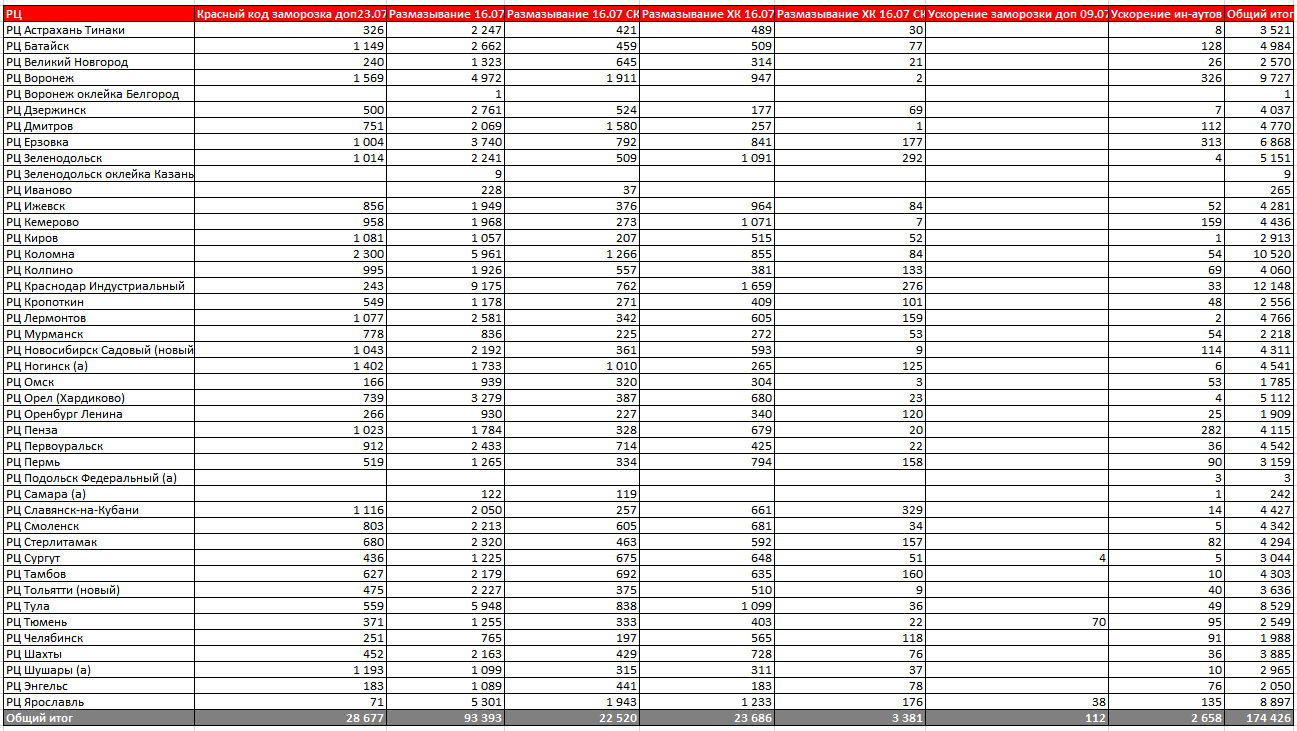 РЦ Красный код заморозка доп23.07 Размазывание 16.07 Размазывание 16.07 СК Размазывание ХК 16.07 Размазывание ХК 16.07 СК Ускорение заморозки доп 09.07 Ускорение ин-аутов Общий итог
РЦ Астрахань Тинаки 326 2 247 421 489 30 8 3 521
РЦ Батайск 1 149 2 662 459 509 77 128 4 984
РЦ Великий Новгород 240 1 323 645 314 21 26 2 570
РЦ Воронеж 1 569 4 972 1 911 947 2 326 9 727
РЦ Воронеж оклейка Белгород 1 1
РЦ Дзержинск 500 2 761 524 177 69 7 4 037
РЦ Дмитров 751 2 069 1 580 257 1 112 4 770
РЦ Ерзовка 1 004 3 740 792 841 177 313 6 868
РЦ Зеленодольск 1 014 2 241 509 1 091 292 4 5 151
РЦ Зеленодольск оклейка Казань 9 9
РЦ Иваново 228 37 265
РЦ Ижевск 856 1 949 376 964 84 52 4 281
РЦ Кемерово 958 1 968 273 1 071 7 159 4 436
РЦ Киров 1 081 1 057 207 515 52 1 2 913
РЦ Коломна 2 300 5 961 1 266 855 84 54 10 520
РЦ Колпино 995 1 926 557 381 133 69 4 060
РЦ Краснодар Индустриальный 243 9 175 762 1 659 276 33 12 148
РЦ Кропоткин 549 1 178 271 409 101 48 2 556
РЦ Лермонтов 1 077 2 581 342 605 159 2 4 766
РЦ Мурманск 778 836 225 272 53 54 2 218
РЦ Новосибирск Садовый (новый 1 043 2 192 361 593 9 114 4 311
РЦ Ногинск (а) 1 402 1 733 1 010 265 125 6 4 541
РЦ Омск 166 939 320 304 3 53 1 785
РЦ Орел (Хардиково) 739 3 279 387 680 23 4 5 112
РЦ Оренбург Ленина 266 930 227 340 120 25 1 909
РЦ Пенза 1 023 1 784 328 679 20 282 4 115
РЦ Первоуральск 912 2 433 714 425 22 36 4 542
РЦ Пермь 519 1 265 334 794 158 90 3 159
РЦ Подольск Федеральный (а) 3 3
РЦ Самара (а) 122 119 1 242
РЦ Славянск-на-Кубани 1 116 2 050 257 661 329 14 4 427
РЦ Смоленск 803 2 213 605 681 34 5 4 342
РЦ Стерлитамак 680 2 320 463 592 157 82 4 294
РЦ Сургут 436 1 225 675 648 51 4 5 3 044
РЦ Тамбов 627 2 179 692 635 160 10 4 303
РЦ Тольятти (новый) 475 2 227 375 510 9 40 3 636
РЦ Тула 559 5 948 838 1 099 36 49 8 529
РЦ Тюмень 371 1 255 333 403 22 70 95 2 549
РЦ Челябинск 251 765 197 565 118 91 1 988
РЦ Шахты 452 2 163 429 728 76 36 3 885
РЦ Шушары (а) 1 193 1 099 315 311 37 10 2 965
РЦ Энгельс 183 1 089 441 183 78 76 2 050
РЦ Ярославль 71 5 301 1 943 1 233 176 38 135 8 897
Общий итог 28 677 93 393 22 520 23 686 3 381 112 2 658 174 426